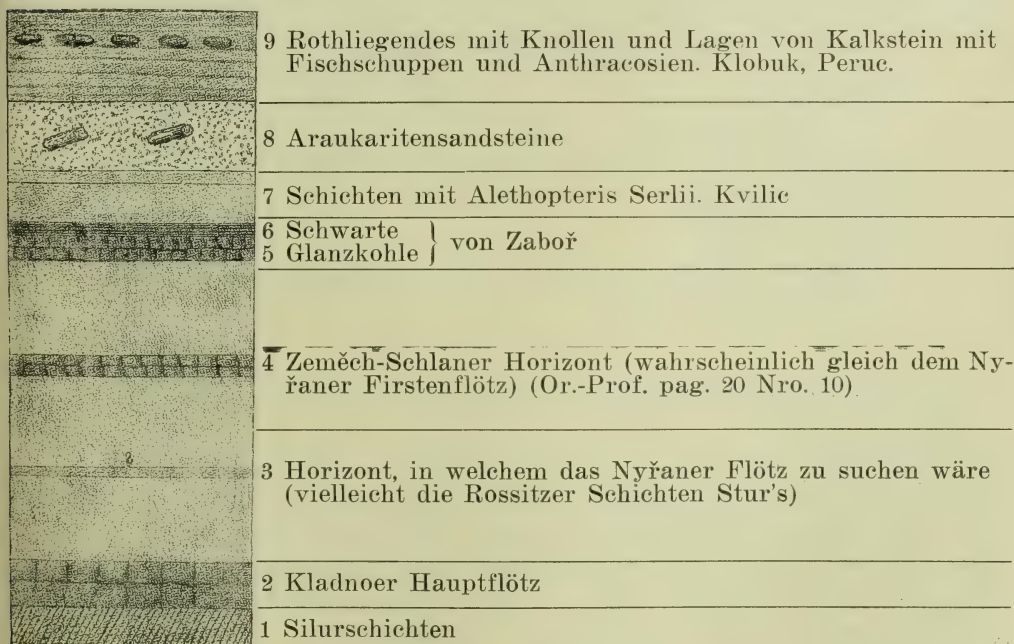 9 Rothliegendes mit Knollen und Lagen von Kalkstein mit
Fischschuppen und Anthracosien. Klobuk, Peruc.
8 Araukaritensandsteine
7 Schichten mit Alethopteris Serlii. Kvilic
6 Schwarte
5 Glanzkohle } von Zaboř
4 Zeměch-Schlaner Horizont (wahrscheinlich gleich dem Ny-
řaner Firstenflötz) (Or.-Prof. pag. 20 Nro. 10)
?
3 Horizont, in welchem das Nyřaner Flötz zu suchen wäre
(vielleicht die Rossitzer Schichten Stur's)
2 Kladnoer Hauptflötz
1 Silurschichten